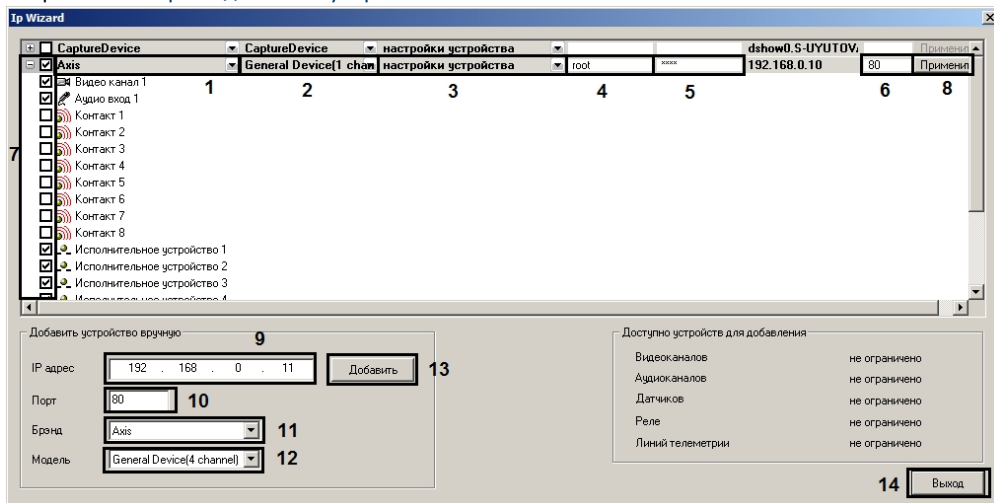 Ip Wizard
CaptureDevice CaptureDevice настройки устройства dshow0.S-UYUTOV Применит
Axis General Device(1 chan настройки устройства root **** 192.168.0.10 80 Применит
1 2 3 4 5 6 8
Видео канал 1
Аудио вход 1
Контакт 1
Контакт 2
Контакт 3
7
Контакт 4
Контакт 5
Контакт 6
Контакт 7
Контакт 8
Исполнительное устройство 1
Исполнительное устройство 2
Исполнительное устройство 3
Исполнительное устройство 4
Добавить устройство вручную
9
IP адрес 192 . 168 . 0 . 11 Добавить 13
Порт 80 10
Брэнд Axis 11
Модель General Device(4 channel) 12
Доступно устройств для добавления
Видеоканалов не ограничено
Аудиоканалов не ограничено
Датчиков не ограничено
Реле не ограничено
Линий телеметрии не ограничено
14 Выход